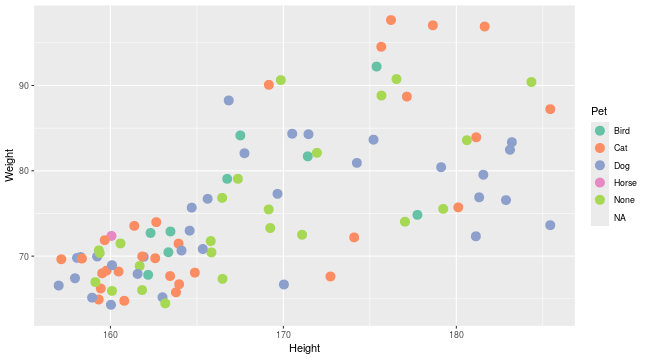 90
80
70
Weight
160
170
180
Height
Pet
Bird
Cat
Dog
Horse
None
NA